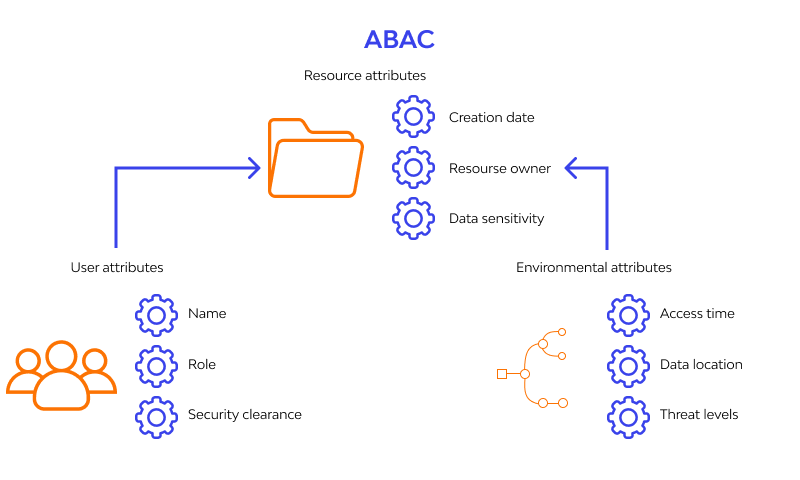 ABAC
Resource attributes
Creation date
Resourse owner
Data sensitivity
User attributes
Name
Role
Security clearance
Environmental attributes
Access time
Data location
Threat levels